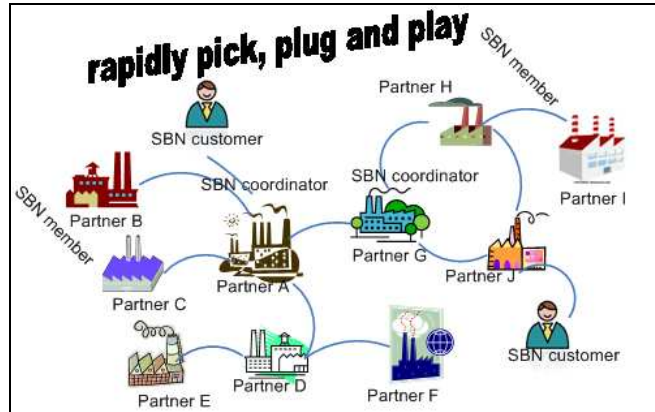 rapidly pick, plug and play
SBN member
Partner H
SBN customer
SBN coordinator
SBN coordinator
Partner I
Partner B
SBN member
Partner G
Partner J
Partner C
Partner A
SBN customer
Partner E
Partner D
Partner F